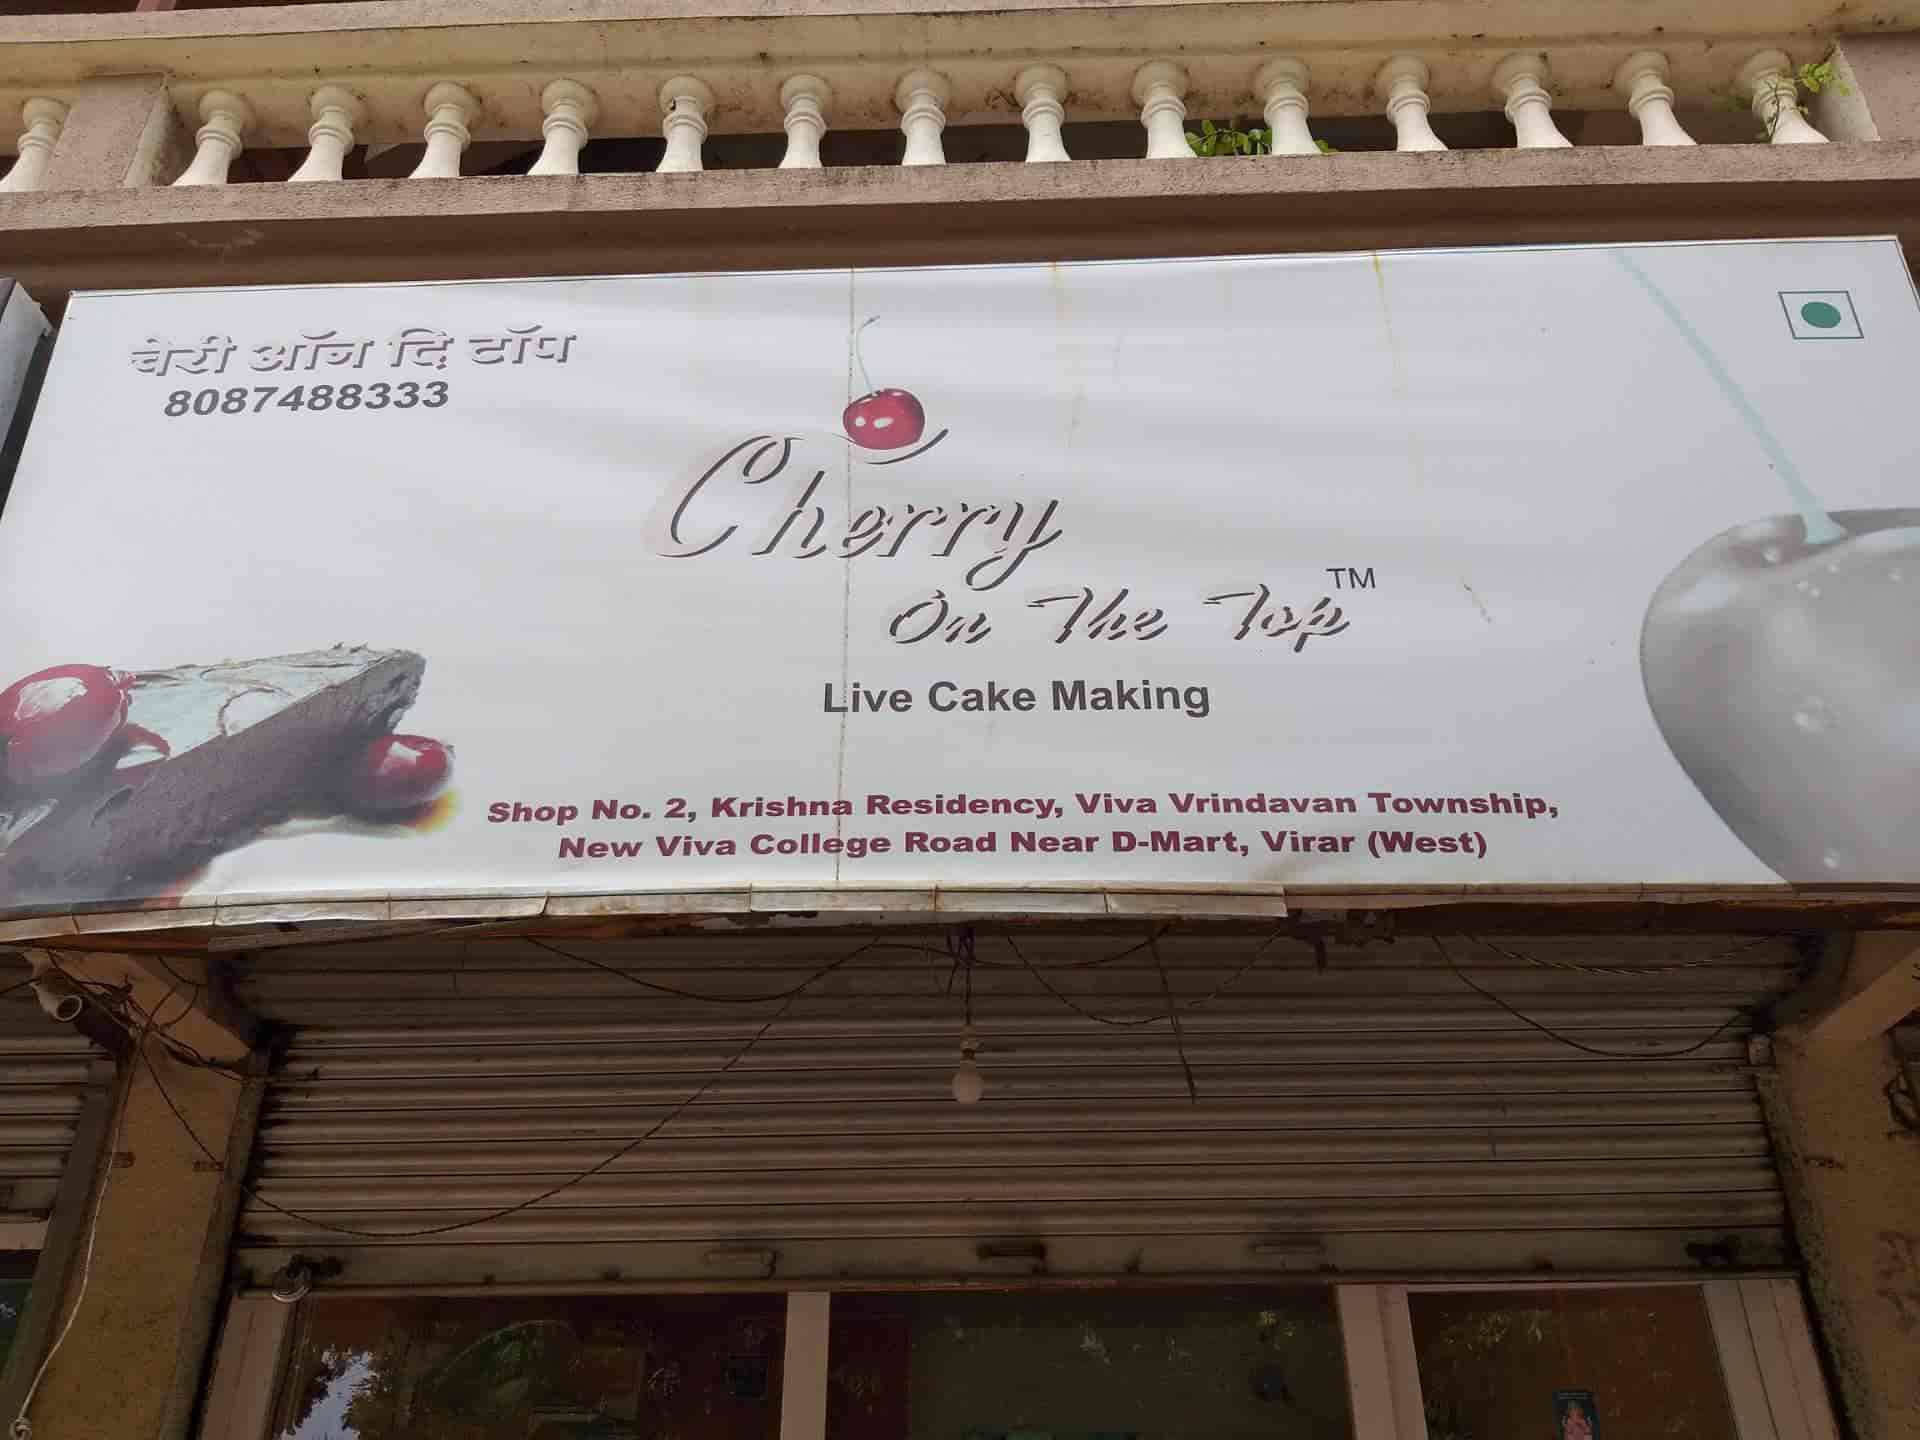 चेरी ऑन दि टॉप
8087488333
Cherry
On The Top™
Live Cake Making
Shop No. 2, Krishna Residency, Viva Vrindavan Township,
New Viva College Road Near D-Mart, Virar (West)